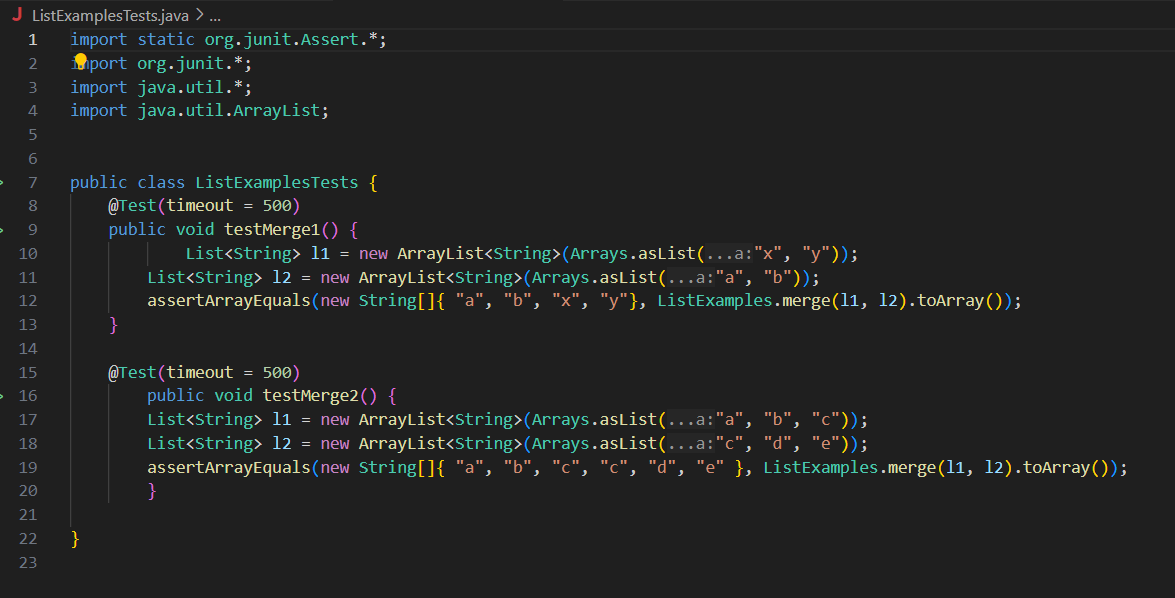 J ListExamplesTests.java > ...
1 import static org.junit.Assert.*;
2 import org.junit.*;
3 import java.util.*;
4 import java.util.ArrayList;
5
6
7 public class ListExamplesTests {
8 @Test(timeout = 500)
9 public void testMerge1() {
10 List<String> l1 = new ArrayList<String>(Arrays.asList(...a:"x", "y"));
11 List<String> l2 = new ArrayList<String>(Arrays.asList(...a:"a", "b"));
12 assertArrayEquals(new String[]{ "a", "b", "x", "y"}, ListExamples.merge(l1, l2).toArray());
13 }
14
15 @Test(timeout = 500)
16 public void testMerge2() {
17 List<String> l1 = new ArrayList<String>(Arrays.asList(...a:"a", "b", "c"));
18 List<String> l2 = new ArrayList<String>(Arrays.asList(...a:"c", "d", "e"));
19 assertArrayEquals(new String[]{ "a", "b", "c", "c", "d", "e" }, ListExamples.merge(l1, l2).toArray());
20 }
21
22 }
23